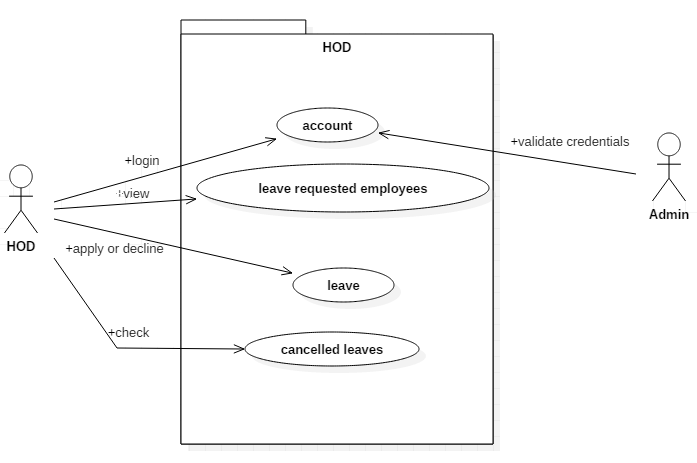 HOD
account
+validate credentials
+login
leave requested employees
+view
HOD
Admin
+apply or decline
leave
+check
cancelled leaves